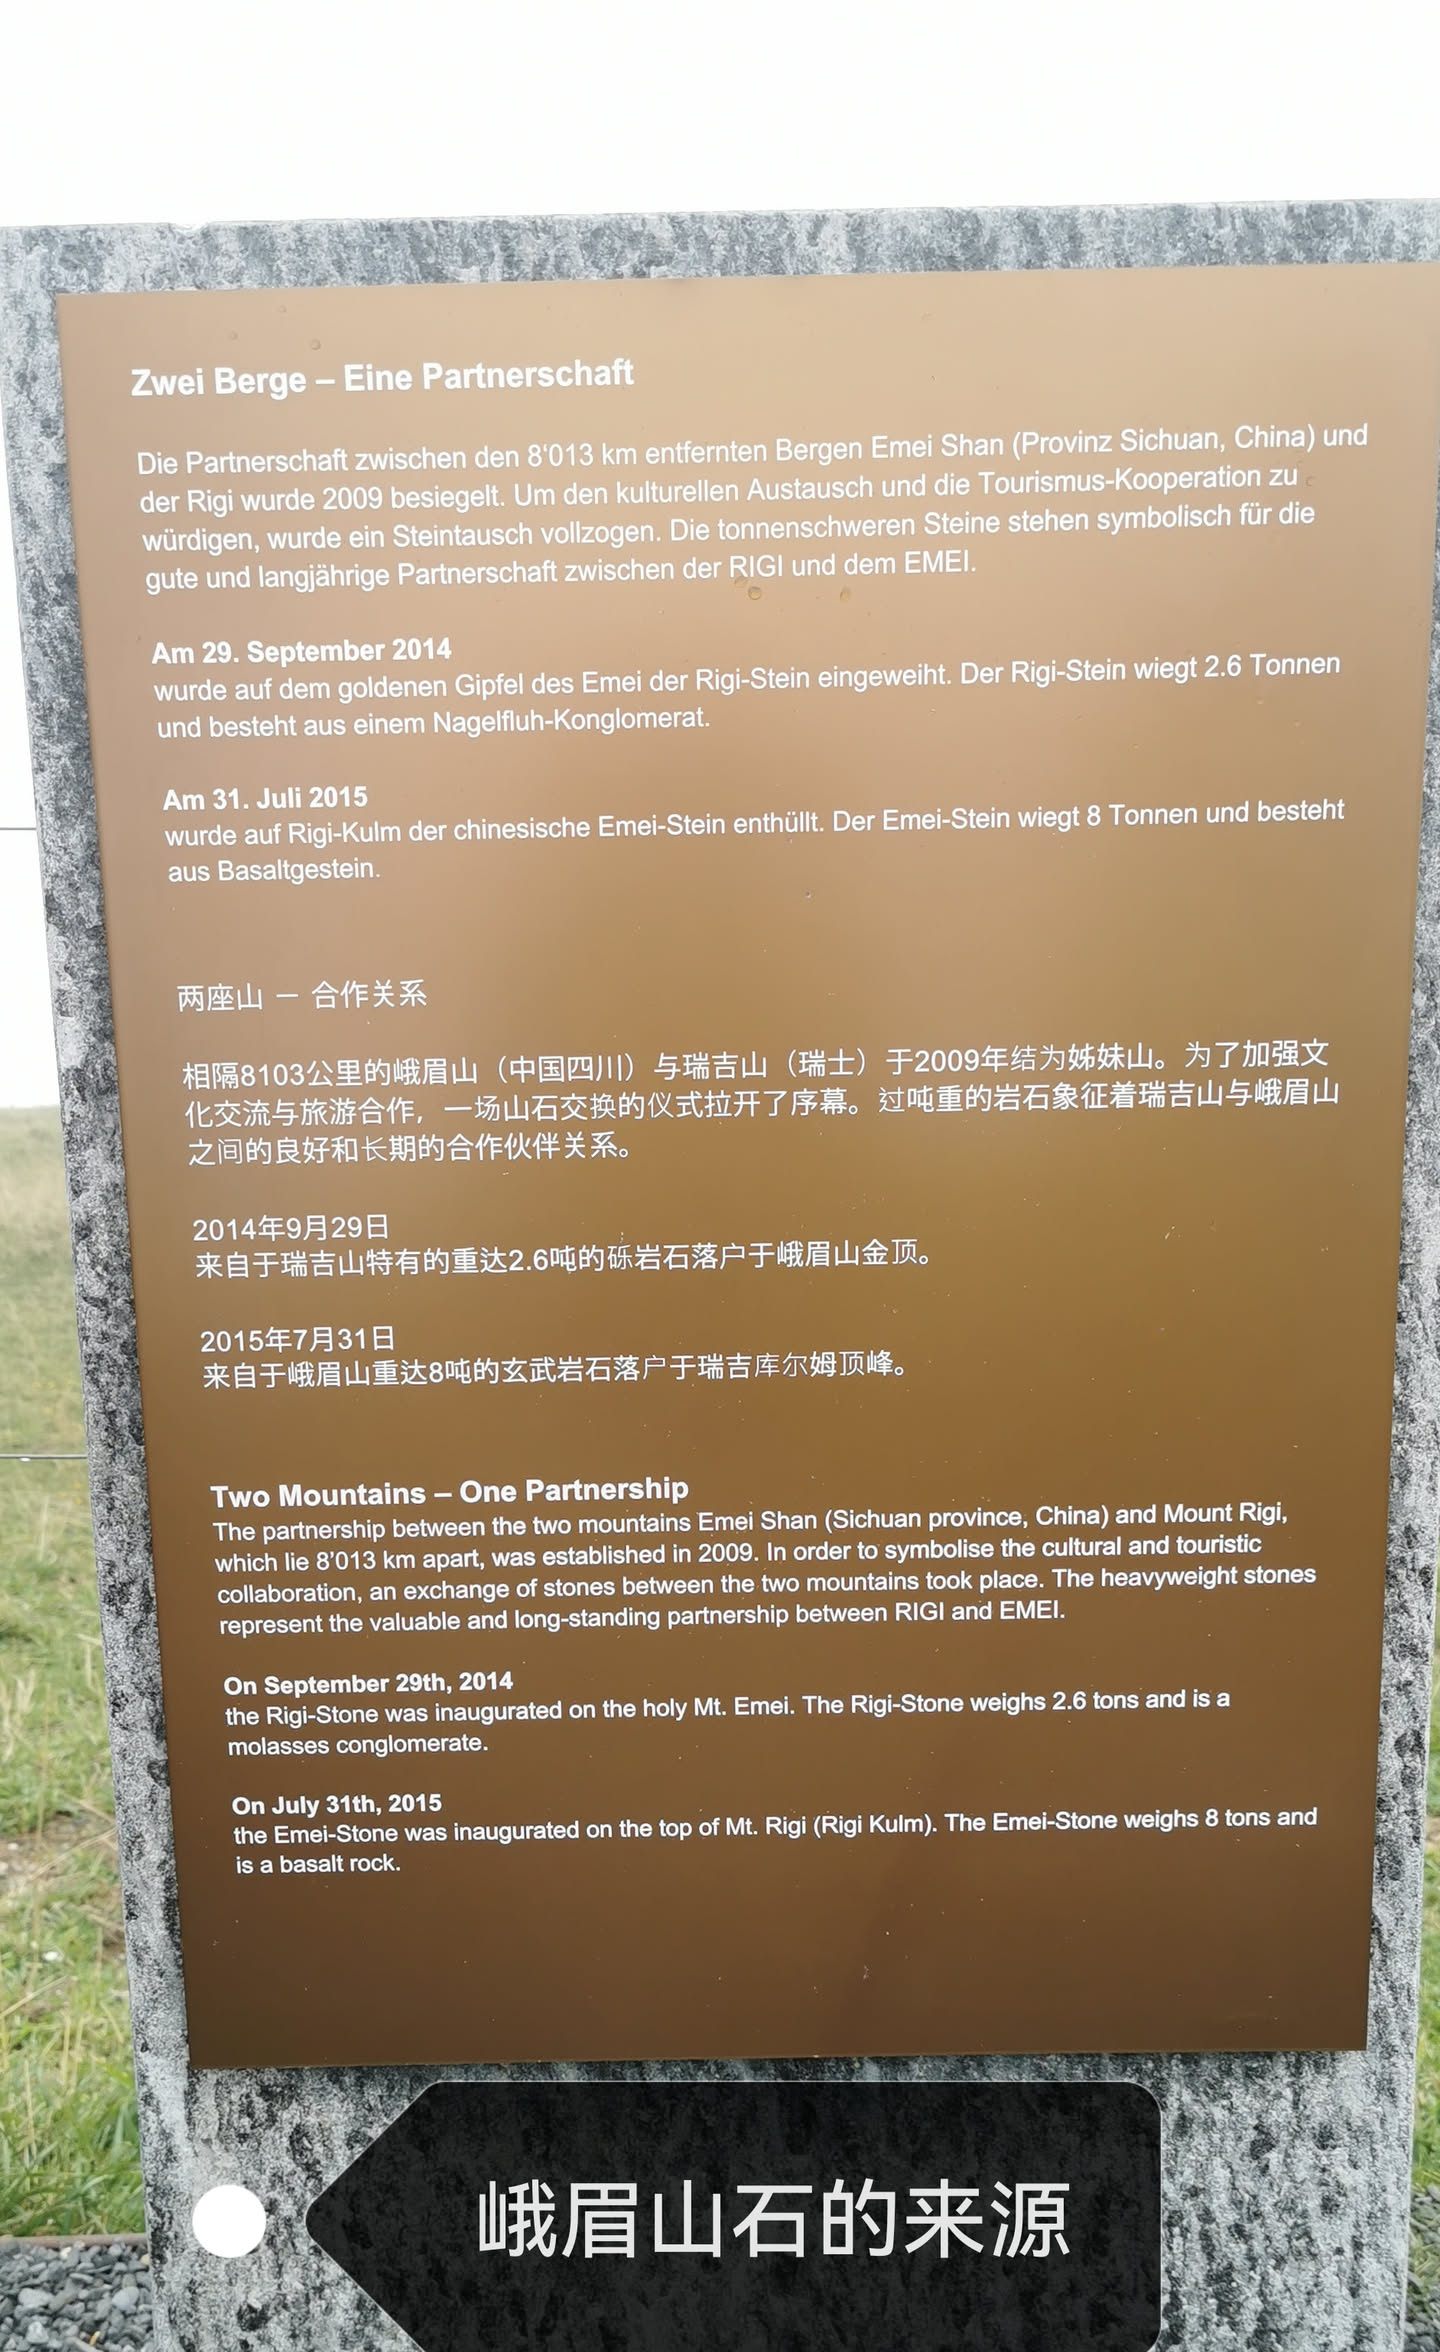 Zwei Berge – Eine Partnerschaft
Die Partnerschaft zwischen den 8‘013 km entfernten Bergen Emei Shan (Provinz Sichuan, China) und
der Rigi wurde 2009 besiegelt. Um den kulturellen Austausch und die Tourismus-Kooperation zu
würdigen, wurde ein Steintausch vollzogen. Die tonnenschweren Steine stehen symbolisch für die
gute und langjährige Partnerschaft zwischen der RIGI und dem EMEI.
Am 29. September 2014
wurde auf dem goldenen Gipfel des Emei der Rigi-Stein eingeweiht. Der Rigi-Stein wiegt 2.6 Tonnen
und besteht aus einem Nagelfluh-Konglomerat.
Am 31. Juli 2015
wurde auf Rigi-Kulm der chinesische Emei-Stein enthüllt. Der Emei-Stein wiegt 8 Tonnen und besteht
aus Basaltgestein.
两座山 － 合作关系
相隔8103公里的峨眉山（中国四川）与瑞吉山（瑞士）于2009年结为姊妹山。为了加强文
化交流与旅游合作，一场山石交换的仪式拉开了序幕。过吨重的岩石象征着瑞吉山与峨眉山
之间的良好和长期的合作伙伴关系。
2014年9月29日
来自于瑞吉山特有的重达2.6吨的砾岩石落户于峨眉山金顶。
2015年7月31日
来自于峨眉山重达8吨的玄武岩石落户于瑞吉库尔姆顶峰。
Two Mountains – One Partnership
The partnership between the two mountains Emei Shan (Sichuan province, China) and Mount Rigi,
which lie 8’013 km apart, was established in 2009. In order to symbolise the cultural and touristic
collaboration, an exchange of stones between the two mountains took place. The heavyweight stones
represent the valuable and long-standing partnership between RIGI and EMEI.
On September 29th, 2014
the Rigi-Stone was inaugurated on the holy Mt. Emei. The Rigi-Stone weighs 2.6 tons and is a
molasses conglomerate.
On July 31th, 2015
the Emei-Stone was inaugurated on the top of Mt. Rigi (Rigi Kulm). The Emei-Stone weighs 8 tons and
is a basalt rock.
峨眉山石的来源